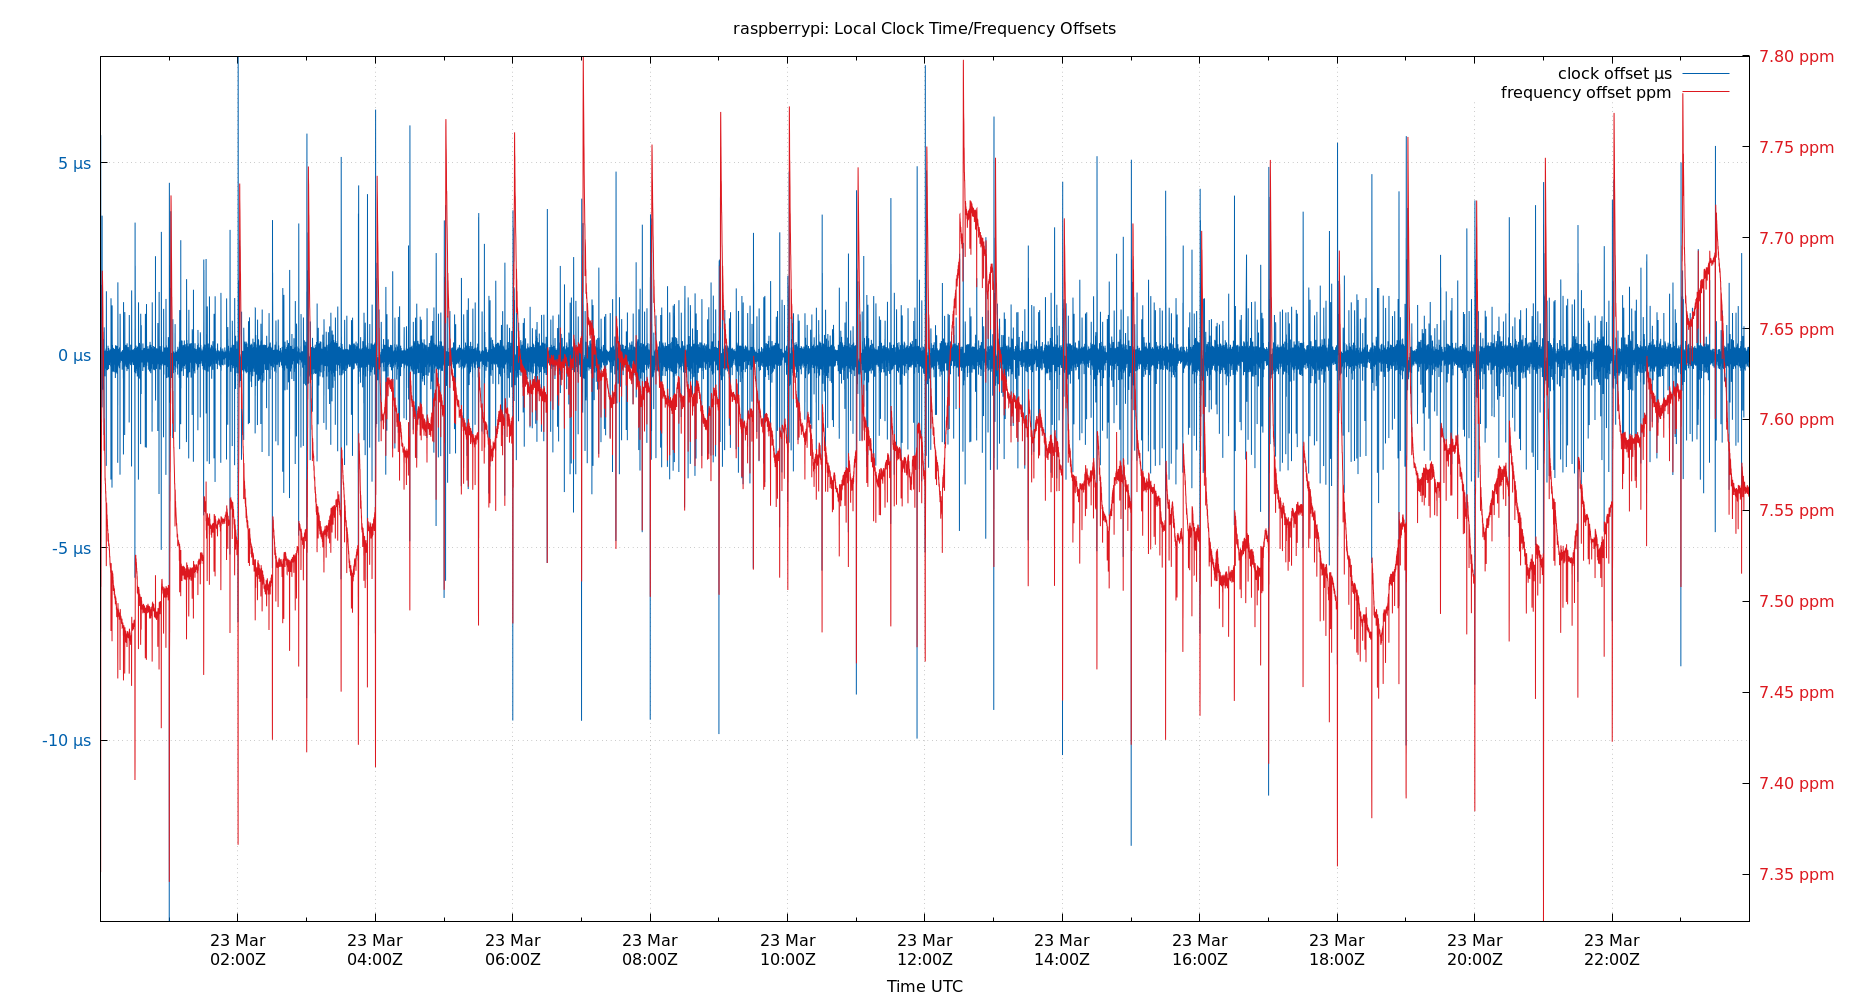 raspberrypi: Local Clock Time/Frequency Offsets
clock offset µs
frequency offset ppm
5 µs
0 µs
-5 µs
-10 µs
7.80 ppm
7.75 ppm
7.70 ppm
7.65 ppm
7.60 ppm
7.55 ppm
7.50 ppm
7.45 ppm
7.40 ppm
7.35 ppm
23 Mar
02:00Z
23 Mar
04:00Z
23 Mar
06:00Z
23 Mar
08:00Z
23 Mar
10:00Z
23 Mar
12:00Z
23 Mar
14:00Z
23 Mar
16:00Z
23 Mar
18:00Z
23 Mar
20:00Z
23 Mar
22:00Z
Time UTC